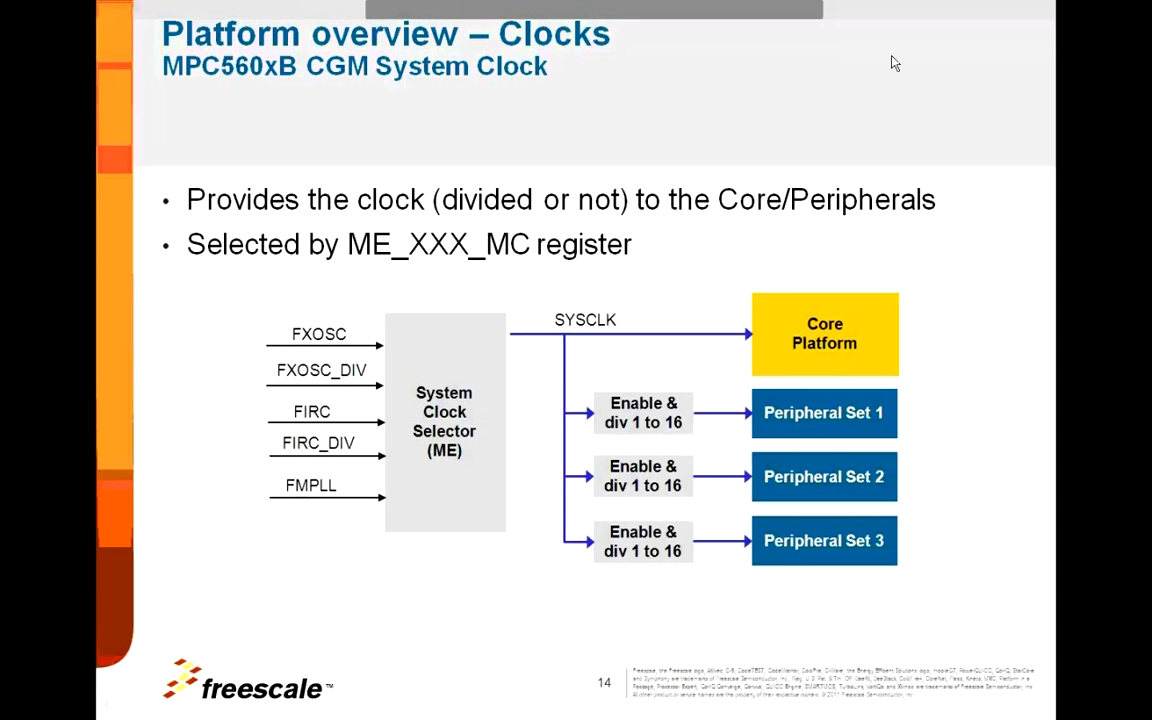 Platform overview – Clocks
MPC560xB CGM System Clock
• Provides the clock (divided or not) to the Core/Peripherals
• Selected by ME_XXX_MC register
FXOSC
FXOSC_DIV
FIRC
FIRC_DIV
FMPLL
System
Clock
Selector
(ME)
SYSCLK
Core
Platform
Enable &
div 1 to 16
Peripheral Set 1
Enable &
div 1 to 16
Peripheral Set 2
Enable &
div 1 to 16
Peripheral Set 3
freescale™
14